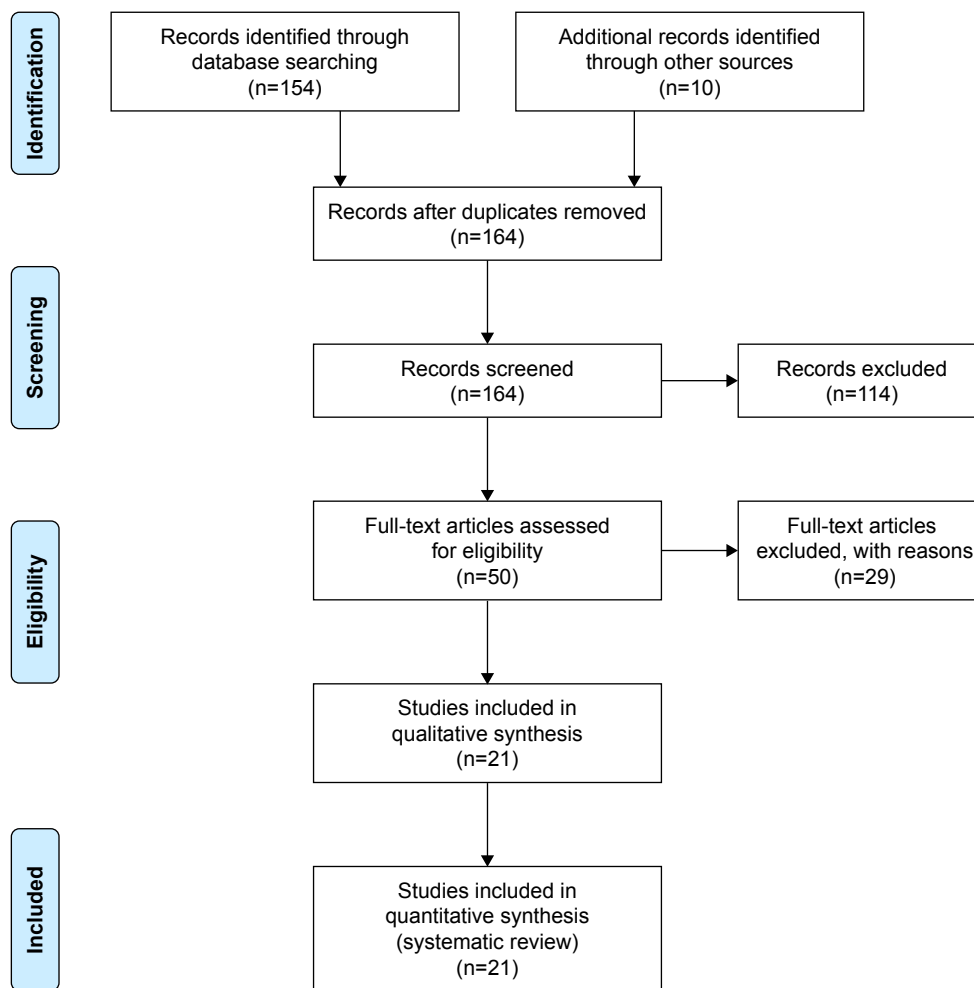 Identification
Records identified through
database searching
(n=154)
Additional records identified
through other sources
(n=10)
Records after duplicates removed
(n=164)
Screening
Records screened
(n=164)
Records excluded
(n=114)
Eligibility
Full-text articles assessed
for eligibility
(n=50)
Full-text articles
excluded, with reasons
(n=29)
Studies included in
qualitative synthesis
(n=21)
Included
Studies included in
quantitative synthesis
(systematic review)
(n=21)